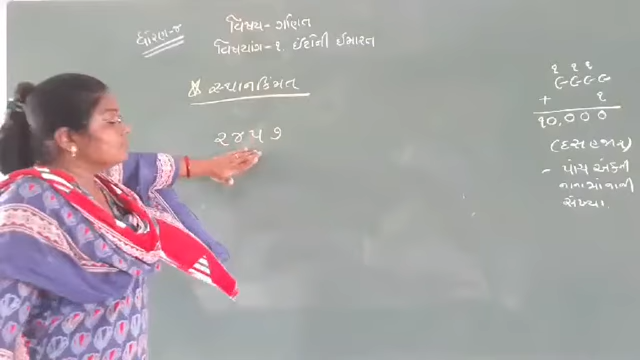 ધોરણ-૪
વિષય- ગણિત
વિષયાંગ-૧. ઈંટોની ઈમારત
* સ્થાનકિંમત
૨૪૫૭
૧ ૧ ૧
૯૯૯૯
+ ૧
૧૦,૦૦૦
(દસ હજાર)
- પાંચ અંકની
નાનામાં નાની
સંખ્યા.